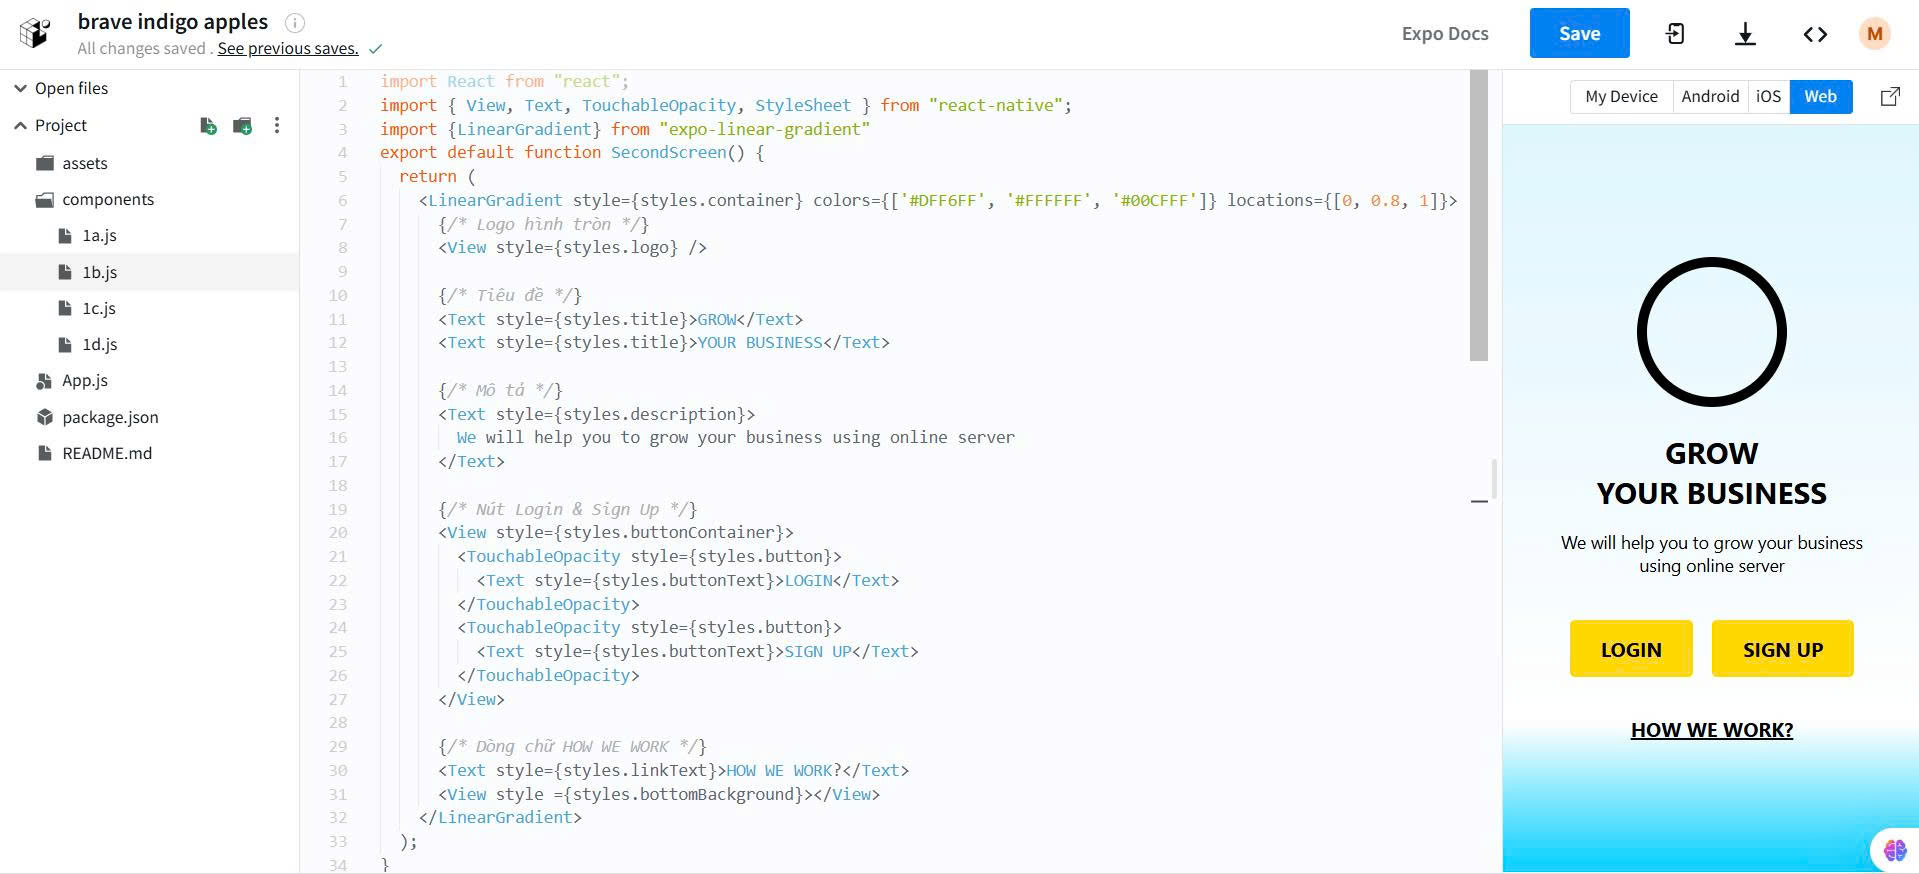 brave indigo apples
All changes saved . See previous saves.
Expo Docs
Save
M
Open files
Project
assets
components
1a.js
1b.js
1c.js
1d.js
App.js
package.json
README.md
1 import React from "react";
2 import { View, Text, TouchableOpacity, StyleSheet } from "react-native";
3 import {LinearGradient} from "expo-linear-gradient"
4 export default function SecondScreen() {
5 return (
6 <LinearGradient style={styles.container} colors={['#DFF6FF', '#FFFFFF', '#00CFFF']} locations={[0, 0.8, 1]}>
7 {/* Logo hình tròn */}
8 <View style={styles.logo} />
9
10 {/* Tiêu đề */}
11 <Text style={styles.title}>GROW</Text>
12 <Text style={styles.title}>YOUR BUSINESS</Text>
13
14 {/* Mô tả */}
15 <Text style={styles.description}>
16 We will help you to grow your business using online server
17 </Text>
18
19 {/* Nút Login & Sign Up */}
20 <View style={styles.buttonContainer}>
21 <TouchableOpacity style={styles.button}>
22 <Text style={styles.buttonText}>LOGIN</Text>
23 </TouchableOpacity>
24 <TouchableOpacity style={styles.button}>
25 <Text style={styles.buttonText}>SIGN UP</Text>
26 </TouchableOpacity>
27 </View>
28
29 {/* Dòng chữ HOW WE WORK */}
30 <Text style={styles.linkText}>HOW WE WORK?</Text>
31 <View style ={styles.bottomBackground}></View>
32 </LinearGradient>
33 );
34 }
My Device Android iOS Web
GROW
YOUR BUSINESS
We will help you to grow your business
using online server
LOGIN SIGN UP
HOW WE WORK?